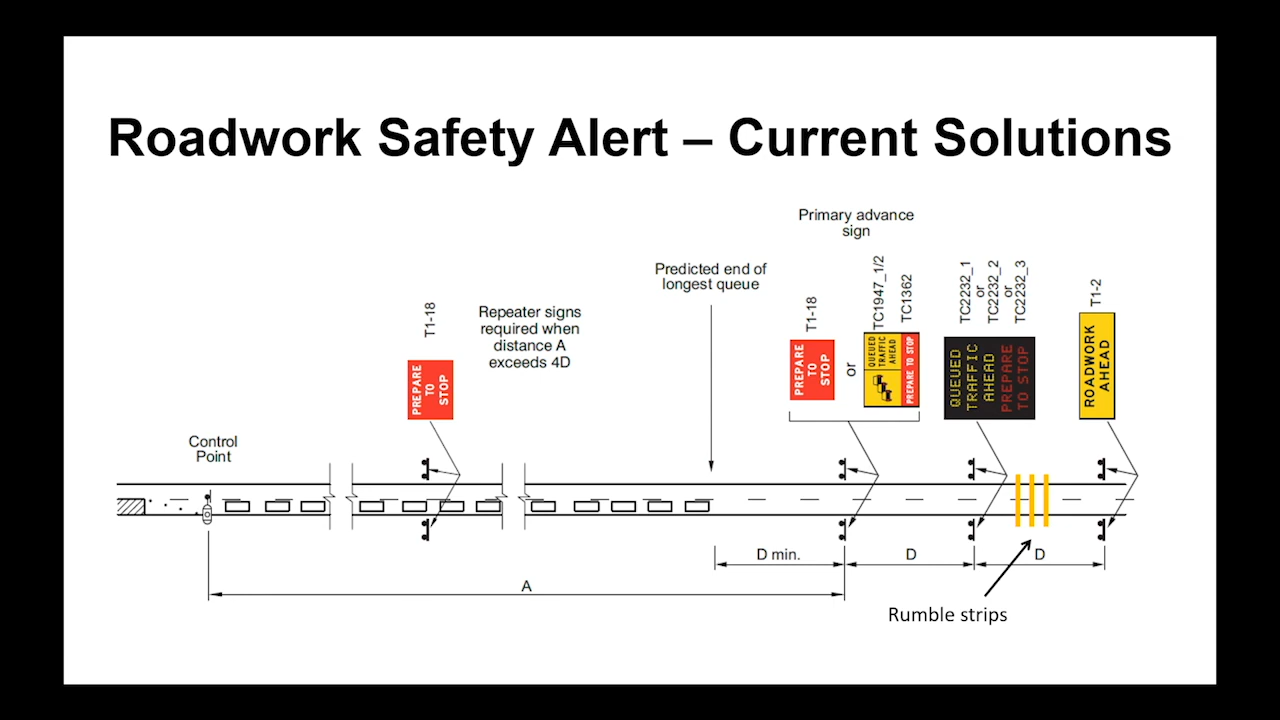 Roadwork Safety Alert – Current Solutions
Primary advance
sign
Predicted end of
longest queue
T1-18
Repeater signs
required when
distance A
exceeds 4D
PREPARE
TO
STOP
Control
Point
T1-18
PREPARE
TO
STOP
or
TC1947_1/2
TC1362
QUEUED
TRAFFIC
AHEAD
PREPARE TO STOP
TC2232_1
or
TC2232_2
or
TC2232_3
QUEUED
TRAFFIC
AHEAD
PREPARE
TO STOP
T1-2
ROADWORK
AHEAD
D min.
D
D
A
Rumble strips